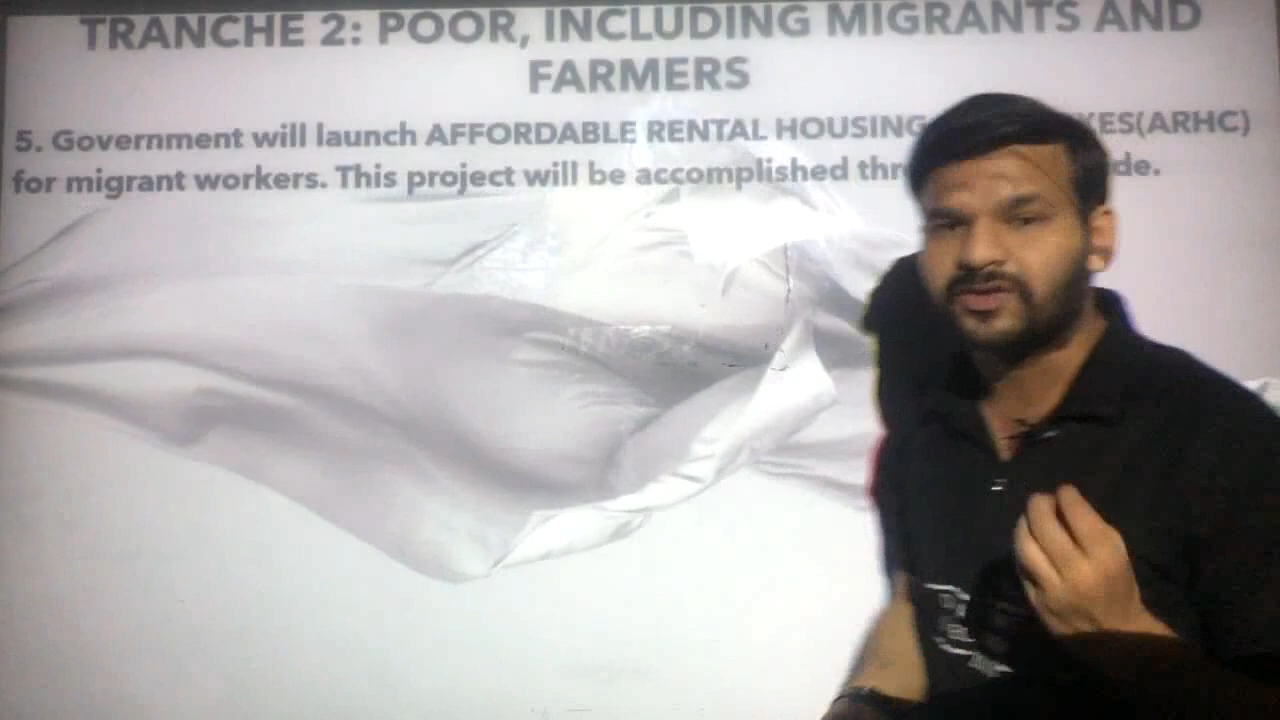 TRANCHE 2: POOR, INCLUDING MIGRANTS AND
FARMERS
5. Government will launch AFFORDABLE RENTAL HOUSING (ARHC)
for migrant workers. This project will be accomplished